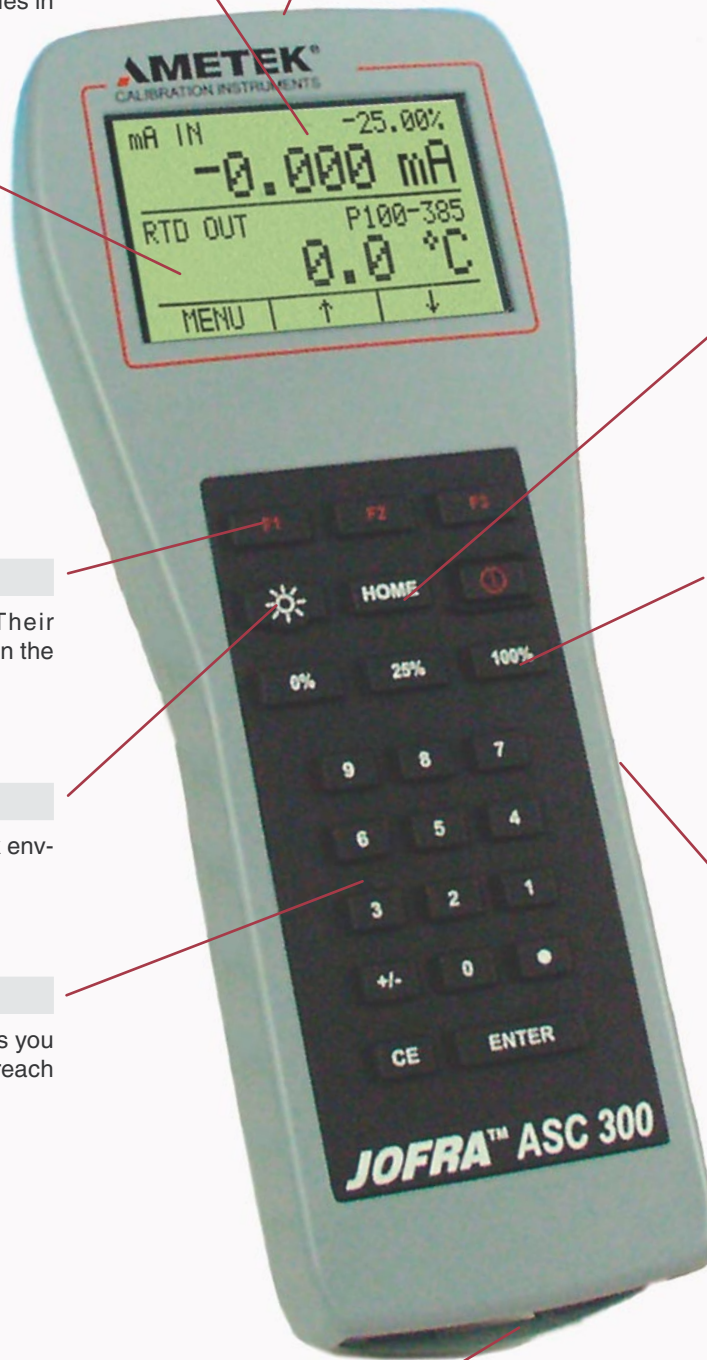 es in
AMETEK®
CALIBRATION INSTRUMENTS
mA IN -25.00%
-0.000 mA
RTD OUT P100-385
0.0 °C
MENU ↑ ↓
F1 F2 F3
HOME
0% 25% 100%
9 8 7
6 5 4
3 2 1
+/- 0 •
CE ENTER
JOFRA™ ASC 300
Their
n the
env-
s you
reach